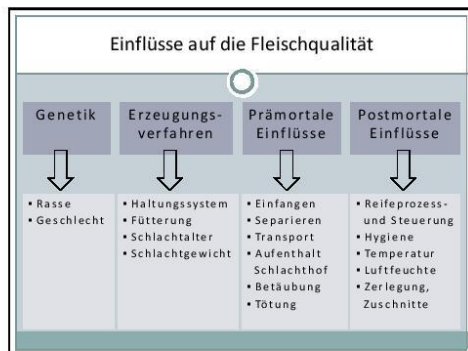 Einflüsse auf die Fleischqualität
Genetik
▪ Rasse
▪ Geschlecht
Erzeugungs-
verfahren
▪ Haltungssystem
▪ Fütterung
▪ Schlachtalter
▪ Schlachtgewicht
Prämortale
Einflüsse
▪ Einfangen
▪ Separieren
▪ Transport
▪ Aufenthalt
Schlachthof
▪ Betäubung
▪ Tötung
Postmortale
Einflüsse
▪ Reifeprozess-
und Steuerung
▪ Hygiene
▪ Temperatur
▪ Luftfeuchte
▪ Zerlegung,
Zuschnitte